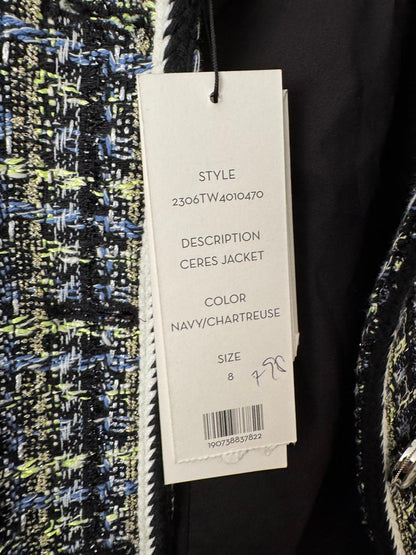 STYLE
2306TW4010470
DESCRIPTION
CERES JACKET
COLOR
NAVY/CHARTREUSE
SIZE
8
190738837822